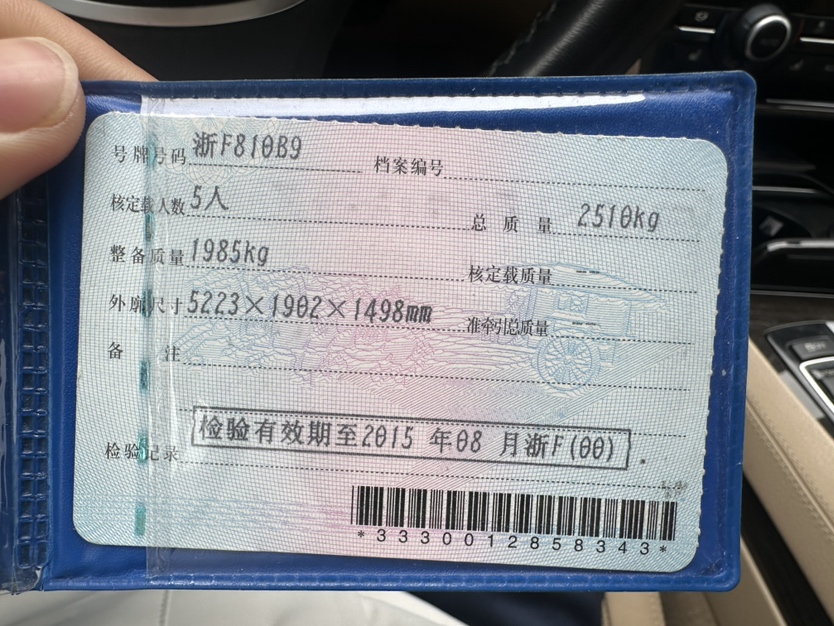 号牌号码 浙F810B9 档案编号
核定载人数 5人 总质量 2510kg
整备质量 1985kg 核定载质量 --
外廓尺寸 5223×1902×1498mm 准牵引总质量 --
备注
检验记录 检验有效期至2015 年08 月浙F(00) .
*3330012858343*